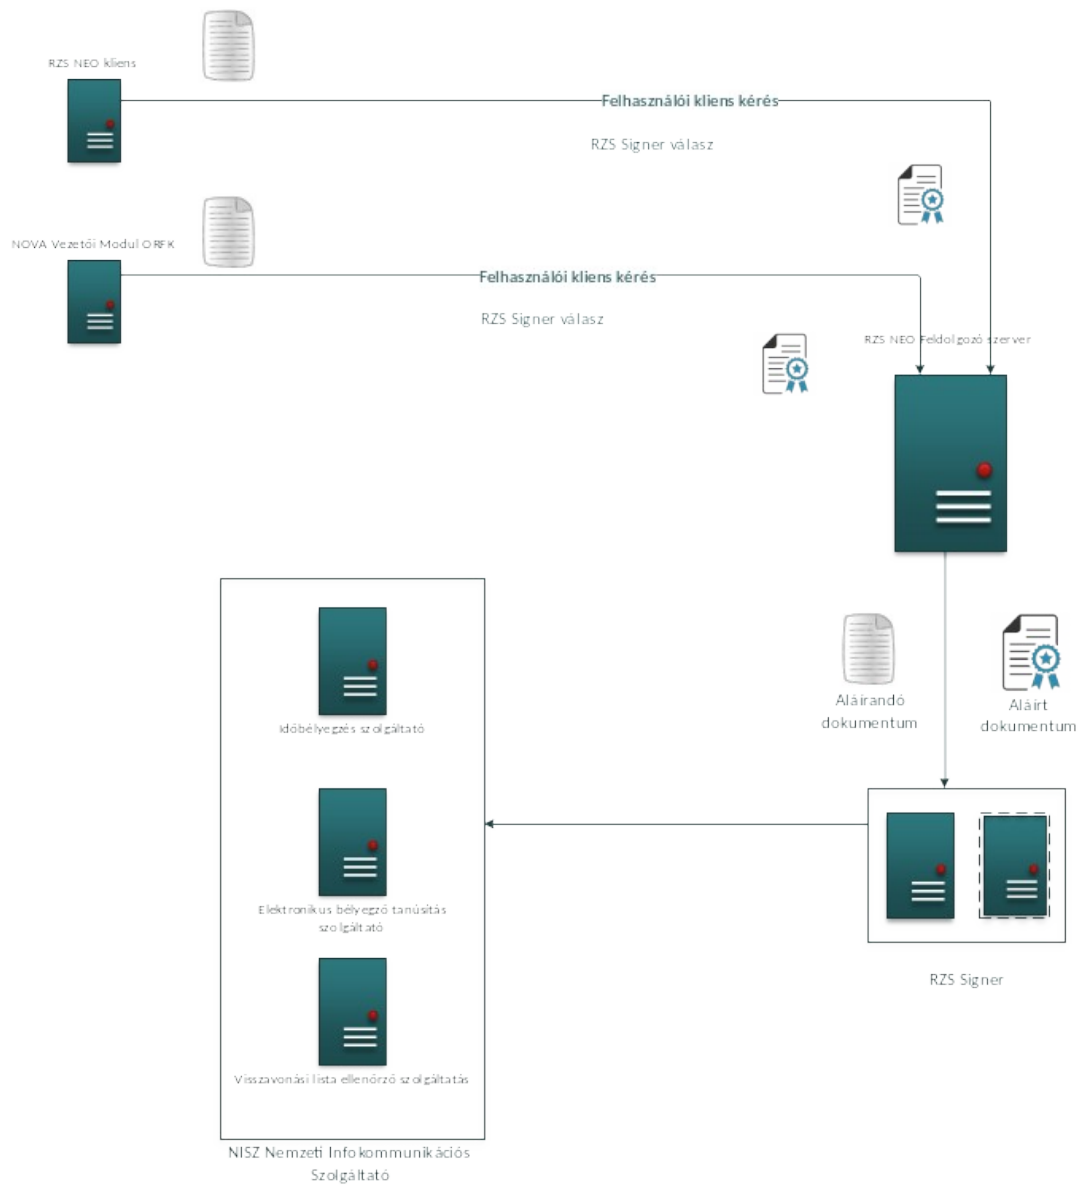 RZS NEO kliens
Felhasználói kliens kérés
RZS Signer válasz
NOVA Vezetői Modul ORFK
Felhasználói kliens kérés
RZS Signer válasz
RZS NEO Feldolgozó szerver
Időbélyegzés szolgáltató
Aláírandó
dokumentum
Aláírt
dokumentum
Elektronikus bélyegző tanúsítás
szolgáltató
RZS Signer
Visszavonási lista ellenőrző szolgáltatás
NISZ Nemzeti Infokommunikációs
Szolgáltató